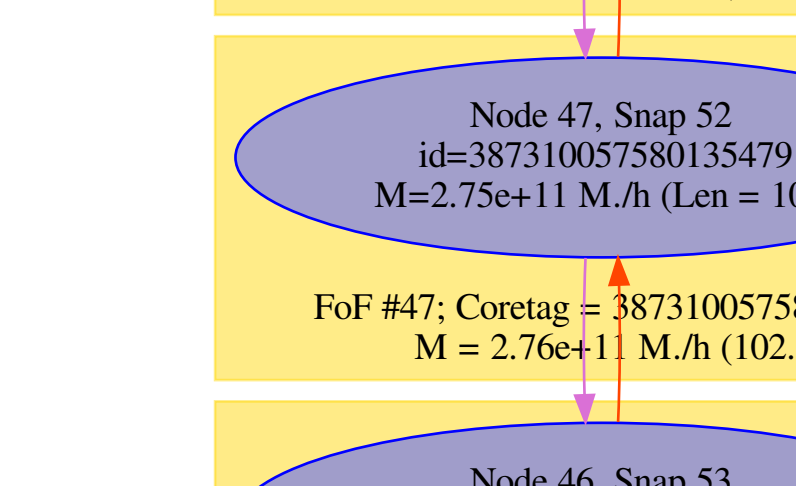 Node 47, Snap 52
id=387310057580135479
M=2.75e+11 M./h (Len = 10
FoF #47; Coretag = 3873100575
M = 2.76e+11 M./h (102.
Node 46, Snap 53